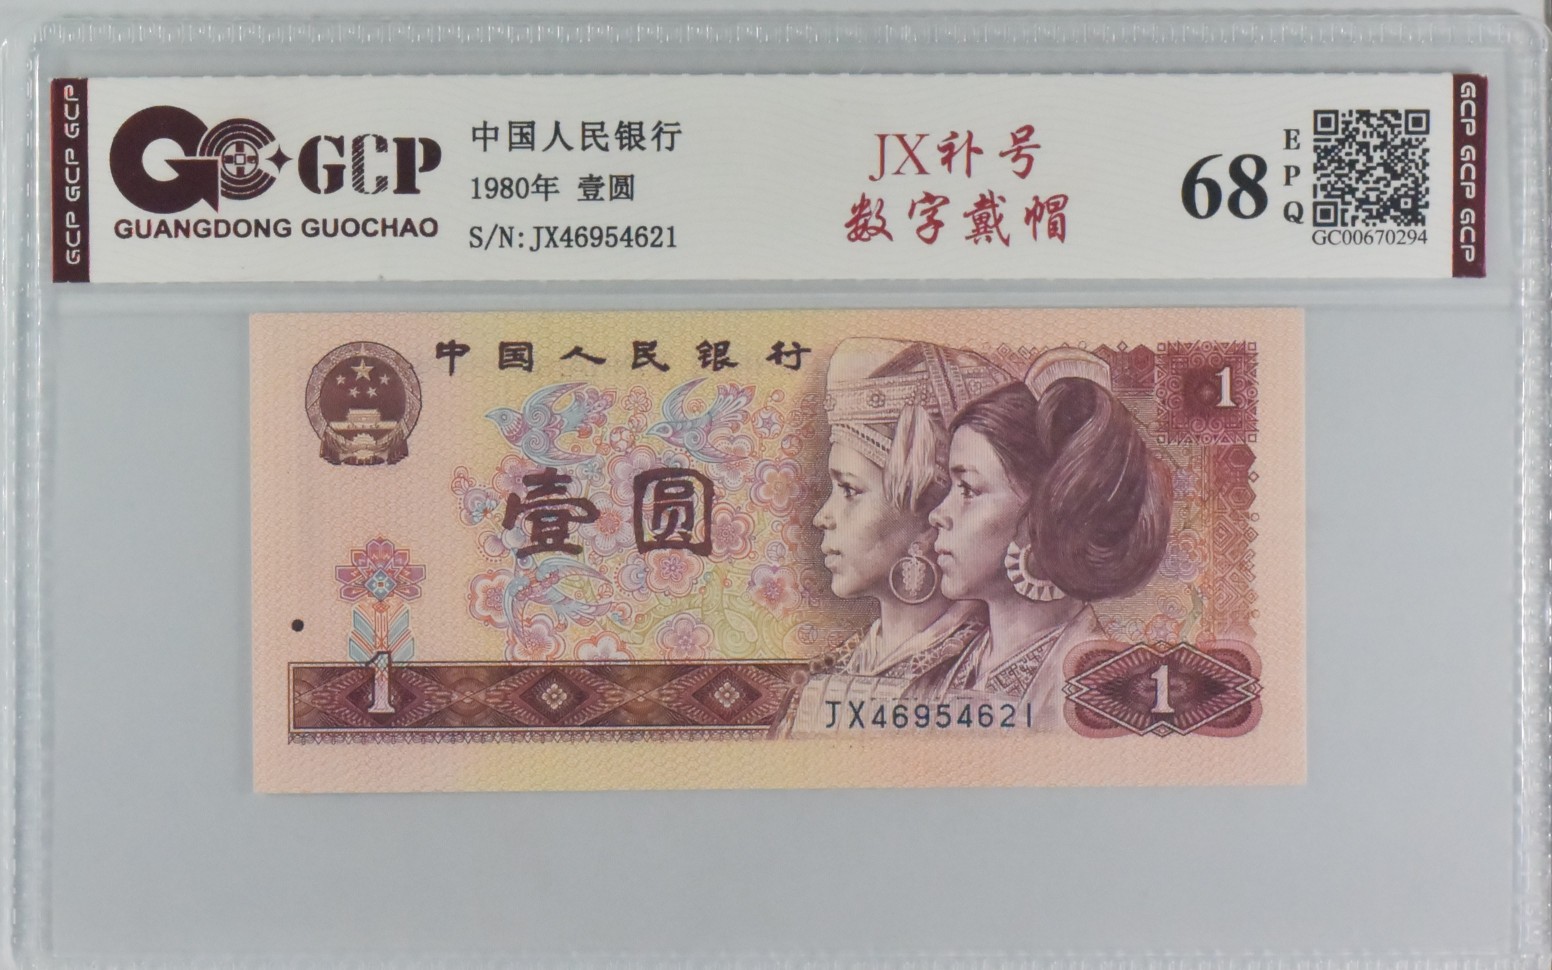 GCP GCP GCP
GCP
GUANGDONG GUOCHAO
中国人民银行
1980年 壹圆
S/N:JX46954621
JX补号
数字戴帽
68
EPQ
GC00670294
GCP GCP GCP
中国人民银行
1
壹圆
1
JX46954621
1